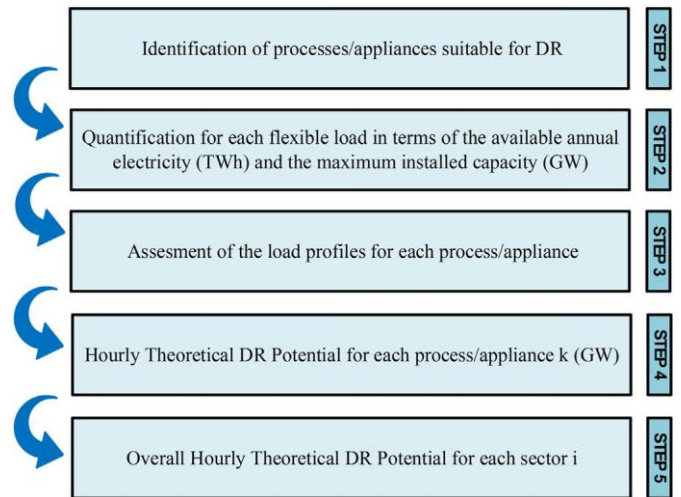 Identification of processes/appliances suitable for DR
STEP 1
Quantification for each flexible load in terms of the available annual
electricity (TWh) and the maximum installed capacity (GW)
STEP 2
Assesment of the load profiles for each process/appliance
STEP 3
Hourly Theoretical DR Potential for each process/appliance k (GW)
STEP 4
Overall Hourly Theoretical DR Potential for each sector i
STEP 5